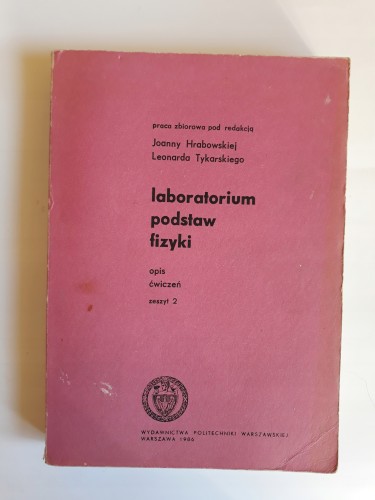 praca zbiorowa pod redakcją
Joanny Hrabowskiej
Leonarda Tykarskiego
laboratorium
podstaw
fizyki
opis
ćwiczeń
zeszyt 2
WYDAWNICTWA POLITECHNIKI WARSZAWSKIEJ
WARSZAWA 1986